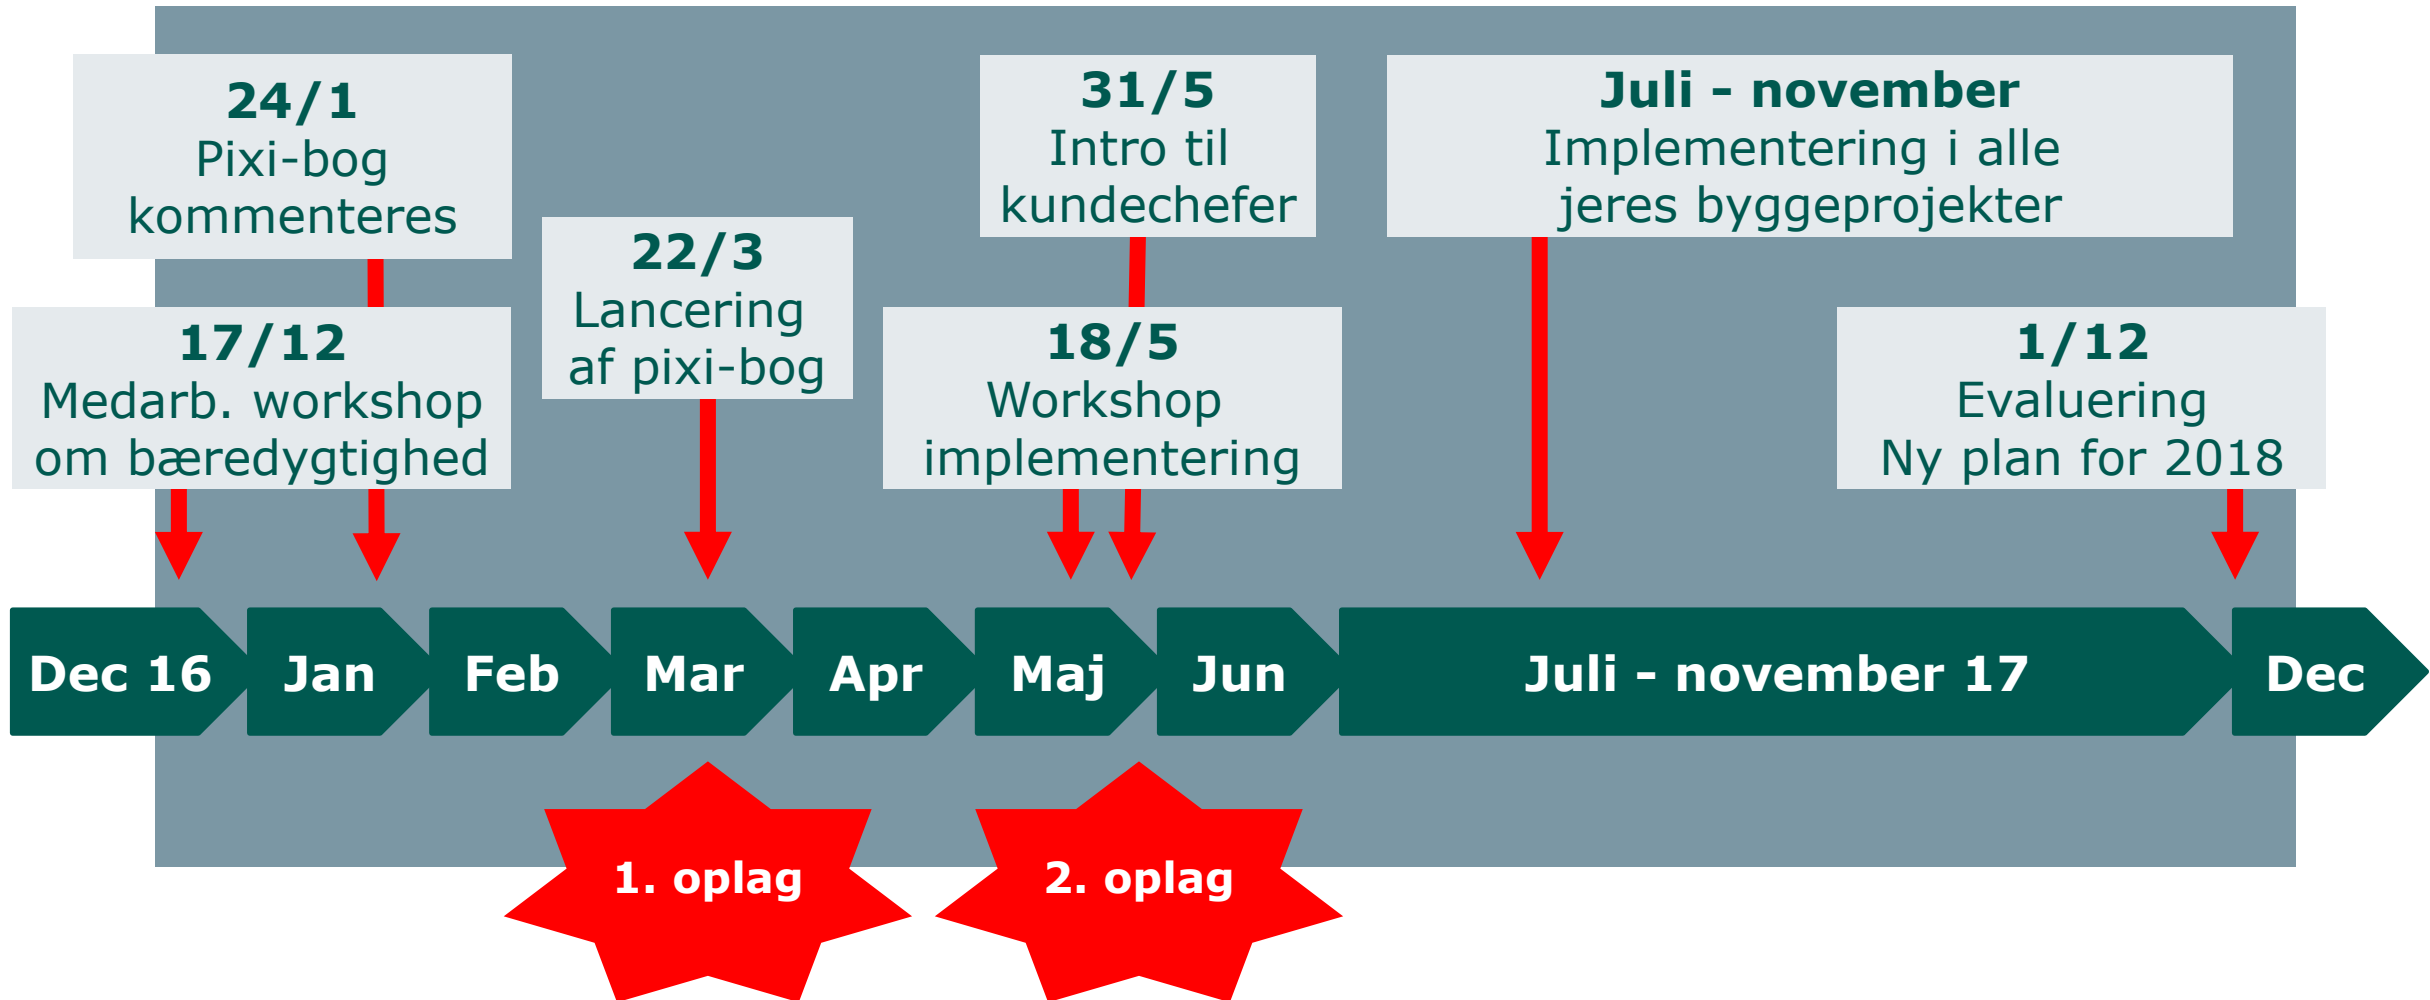 24/1
Pixi-bog
kommenteres
17/12
Medarb. workshop
om bæredygtighed
22/3
Lancering
af pixi-bog
31/5
Intro til
kundechefer
18/5
Workshop
implementering
Juli - november
Implementering i alle
jeres byggeprojekter
1/12
Evaluering
Ny plan for 2018
Dec 16
Jan
Feb
Mar
Apr
Maj
Jun
Juli - november 17
Dec
1. oplag
2. oplag